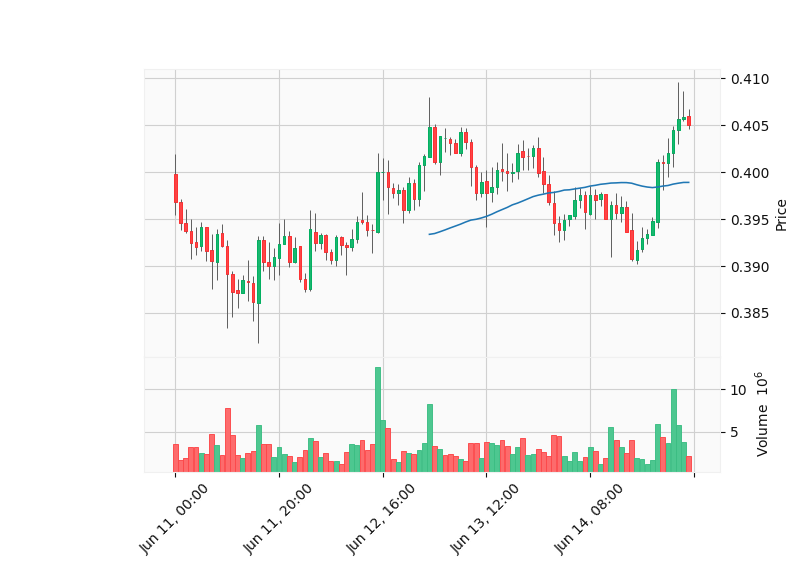 0.410
0.405
0.400
0.395
0.390
0.385
Price
10
5
Volume 10^6
Jun 11, 00:00
Jun 11, 20:00
Jun 12, 16:00
Jun 13, 12:00
Jun 14, 08:00